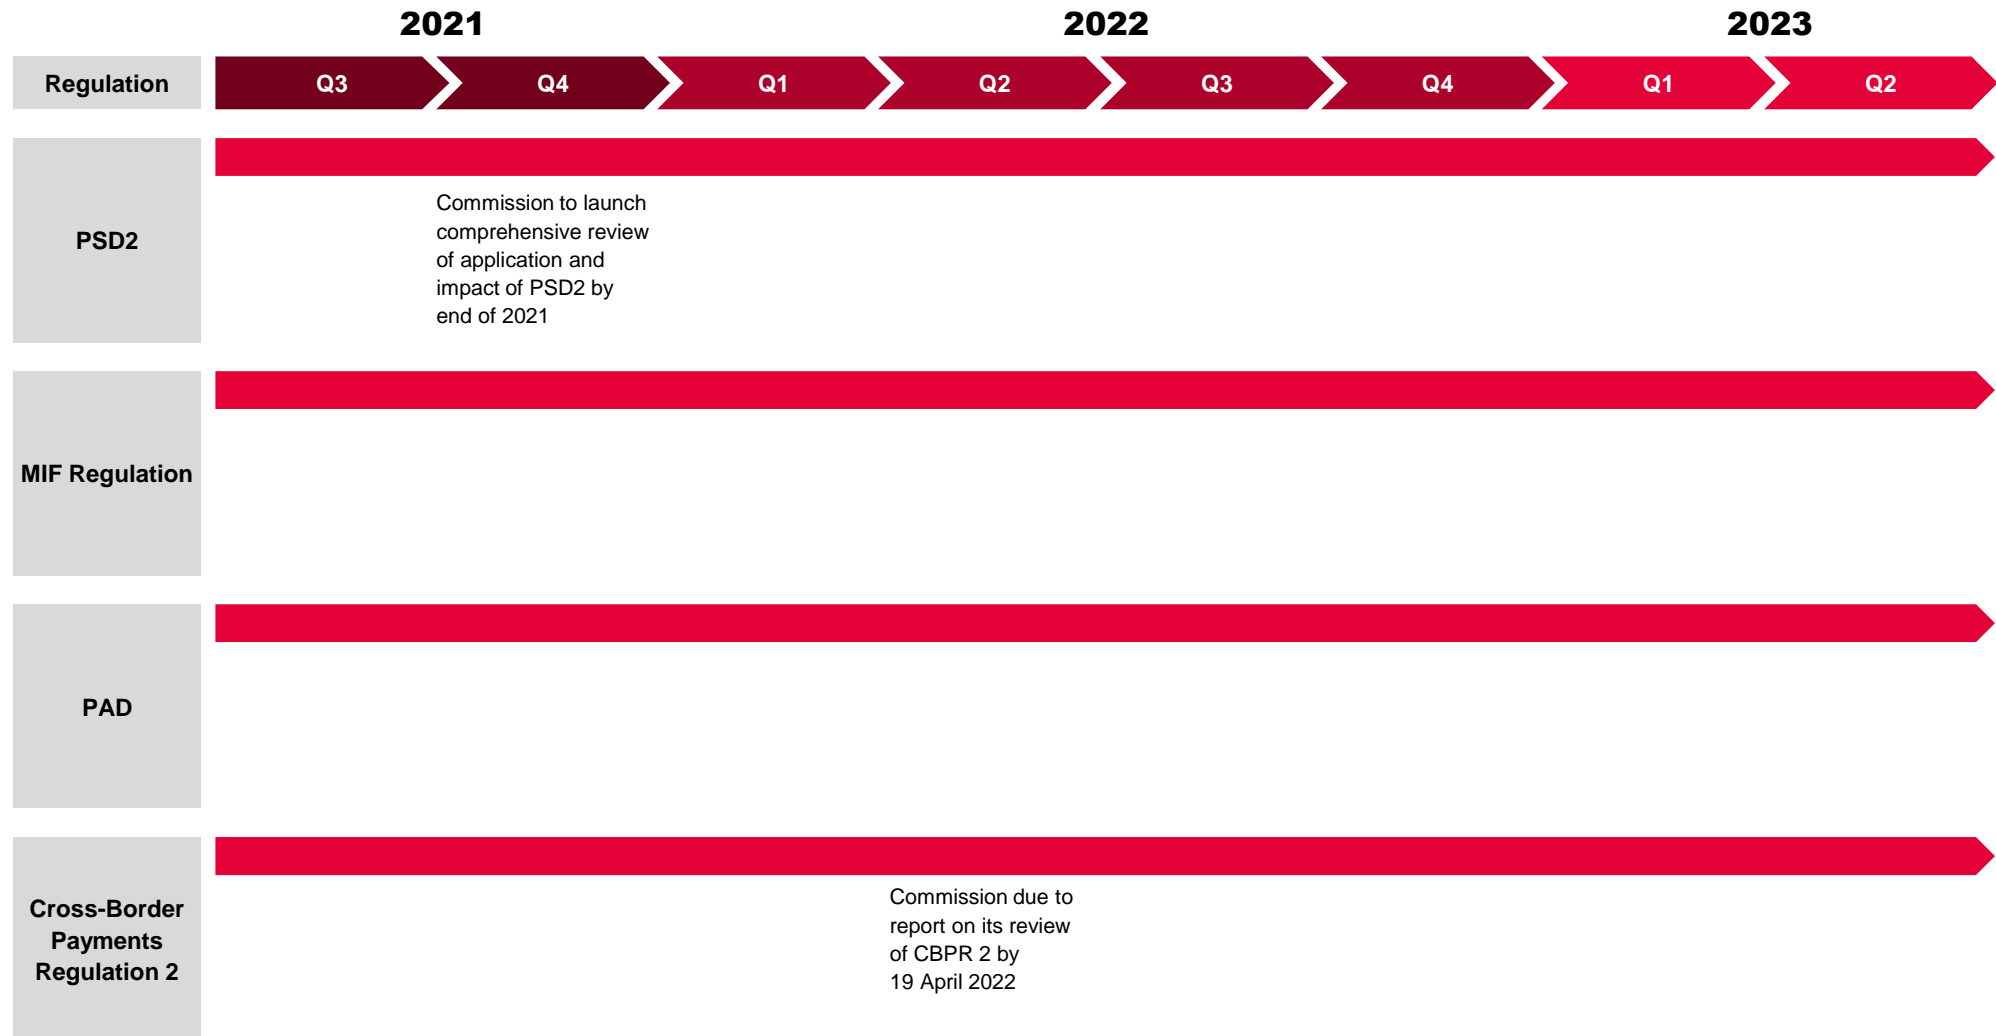 2021 2022 2023
Regulation Q3 Q4 Q1 Q2 Q3 Q4 Q1 Q2
PSD2
Commission to launch
comprehensive review
of application and
impact of PSD2 by
end of 2021
MIF Regulation
PAD
Cross-Border
Payments
Regulation 2
Commission due to
report on its review
of CBPR 2 by
19 April 2022